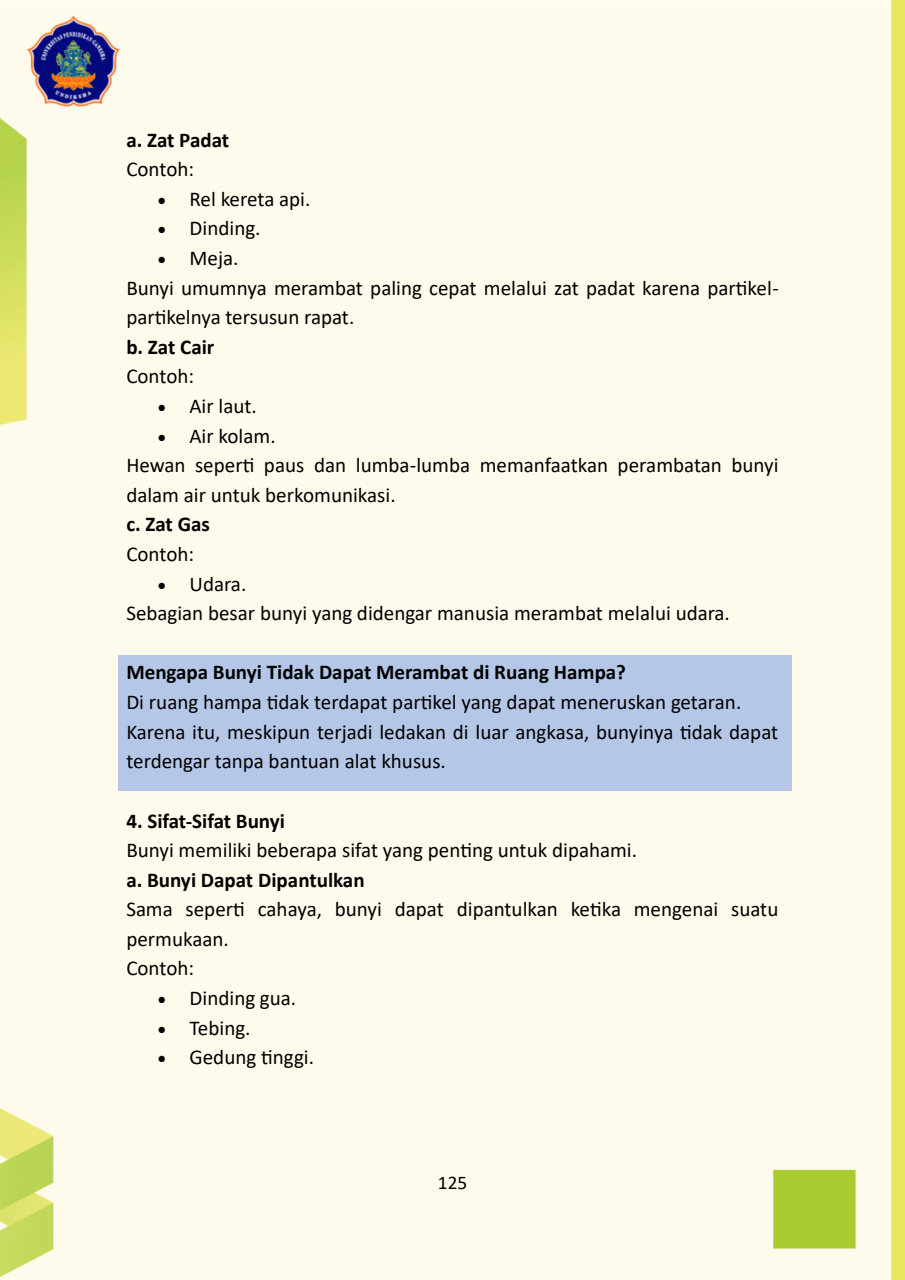 UNIVERSITAS PENDIDIKAN GANESHA
UNDIKSHA
a. Zat Padat
Contoh:
• Rel kereta api.
• Dinding.
• Meja.
Bunyi umumnya merambat paling cepat melalui zat padat karena partikel-
partikelnya tersusun rapat.
b. Zat Cair
Contoh:
• Air laut.
• Air kolam.
Hewan seperti paus dan lumba-lumba memanfaatkan perambatan bunyi
dalam air untuk berkomunikasi.
c. Zat Gas
Contoh:
• Udara.
Sebagian besar bunyi yang didengar manusia merambat melalui udara.
Mengapa Bunyi Tidak Dapat Merambat di Ruang Hampa?
Di ruang hampa tidak terdapat partikel yang dapat meneruskan getaran.
Karena itu, meskipun terjadi ledakan di luar angkasa, bunyinya tidak dapat
terdengar tanpa bantuan alat khusus.
4. Sifat-Sifat Bunyi
Bunyi memiliki beberapa sifat yang penting untuk dipahami.
a. Bunyi Dapat Dipantulkan
Sama seperti cahaya, bunyi dapat dipantulkan ketika mengenai suatu
permukaan.
Contoh:
• Dinding gua.
• Tebing.
• Gedung tinggi.
125